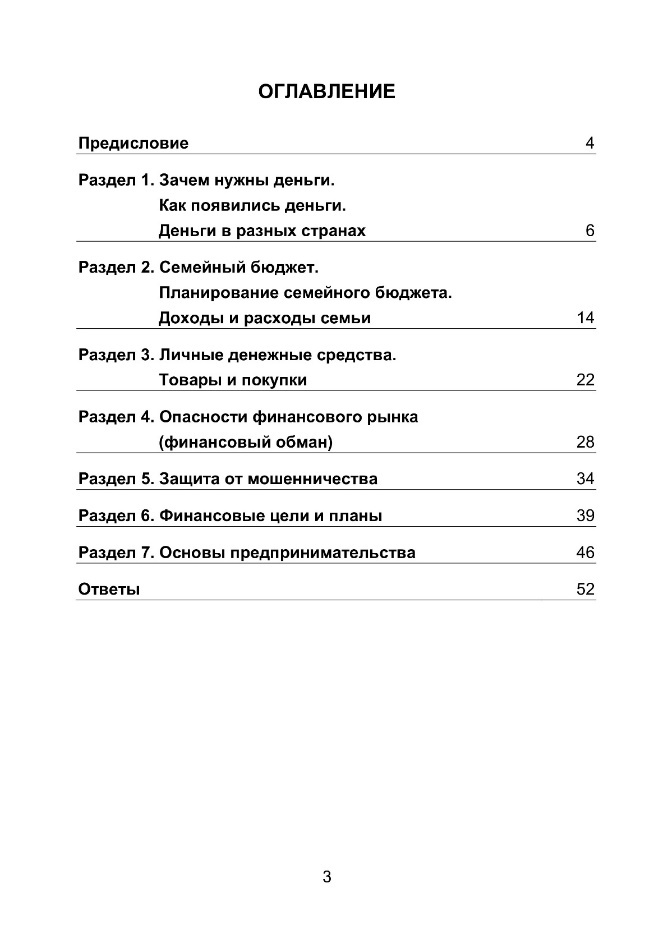 ОГЛАВЛЕНИЕ
Предисловие 4
Раздел 1. Зачем нужны деньги.
Как появились деньги.
Деньги в разных странах 6
Раздел 2. Семейный бюджет.
Планирование семейного бюджета.
Доходы и расходы семьи 14
Раздел 3. Личные денежные средства.
Товары и покупки 22
Раздел 4. Опасности финансового рынка
(финансовый обман) 28
Раздел 5. Защита от мошенничества 34
Раздел 6. Финансовые цели и планы 39
Раздел 7. Основы предпринимательства 46
Ответы 52
3